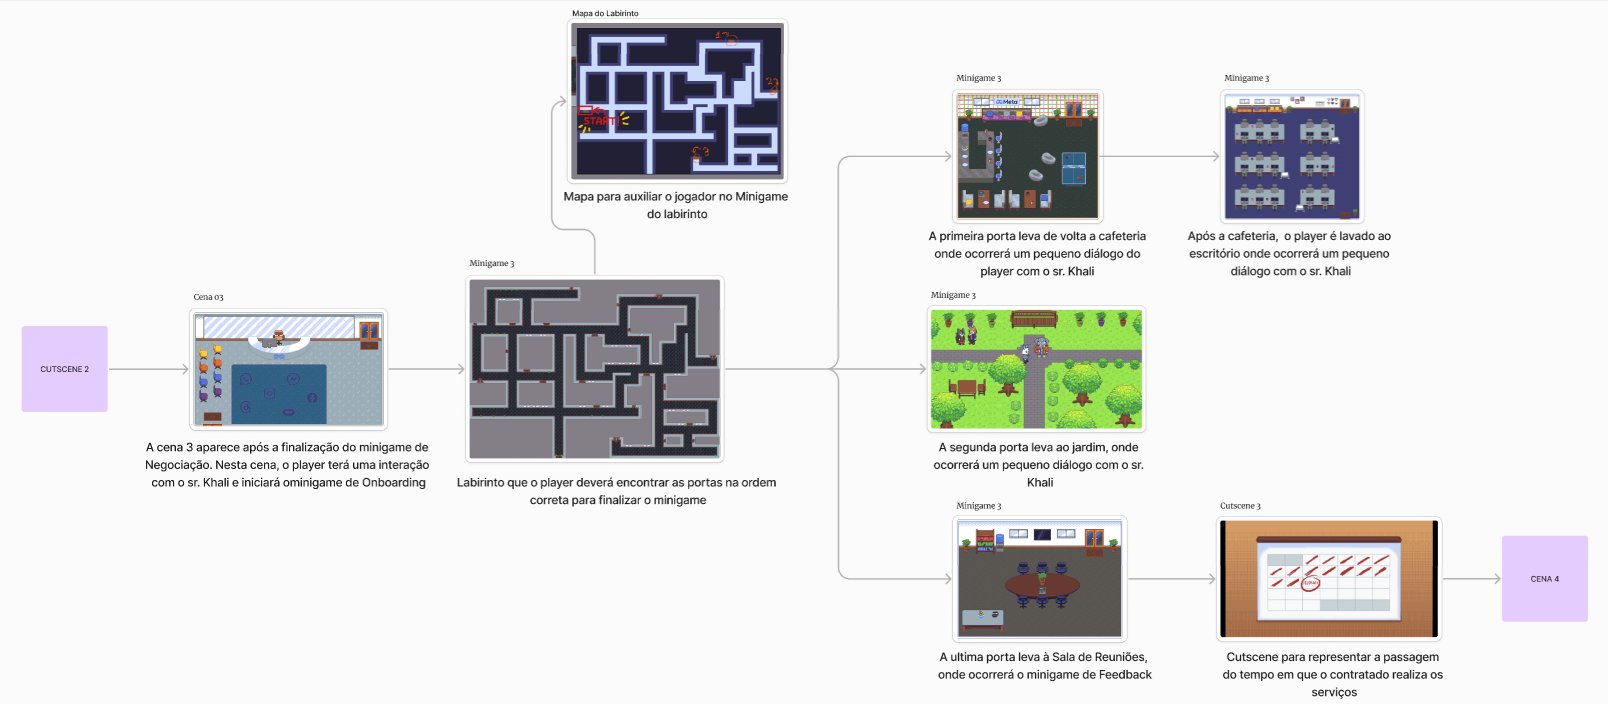 Mapa do Labirinto
START!
Mapa para auxiliar o jogador no Minigame
do labirinto
Minigame 3
Meta
A primeira porta leva de volta a cafeteria
onde ocorrerá um pequeno diálogo do
player com o sr. Khali
Minigame 3
Após a cafeteria,  o player é lavado ao
escritório onde ocorrerá um pequeno
diálogo com o sr. Khali
CUTSCENE 2
Cena 03
A cena 3 aparece após a finalização do minigame de
Negociação. Nesta cena, o player terá uma interação
com o sr. Khali e iniciará ominigame de Onboarding
Minigame 3
Labirinto que o player deverá encontrar as portas na ordem
correta para finalizar o minigame
Minigame 3
A segunda porta leva ao jardim, onde
ocorrerá um pequeno diálogo com o sr.
Khali
Minigame 3
A ultima porta leva à Sala de Reuniões,
onde ocorrerá o minigame de Feedback
Cutscene 3
Cutscene para representar a passagem
do tempo em que o contratado realiza os
serviços
CENA 4